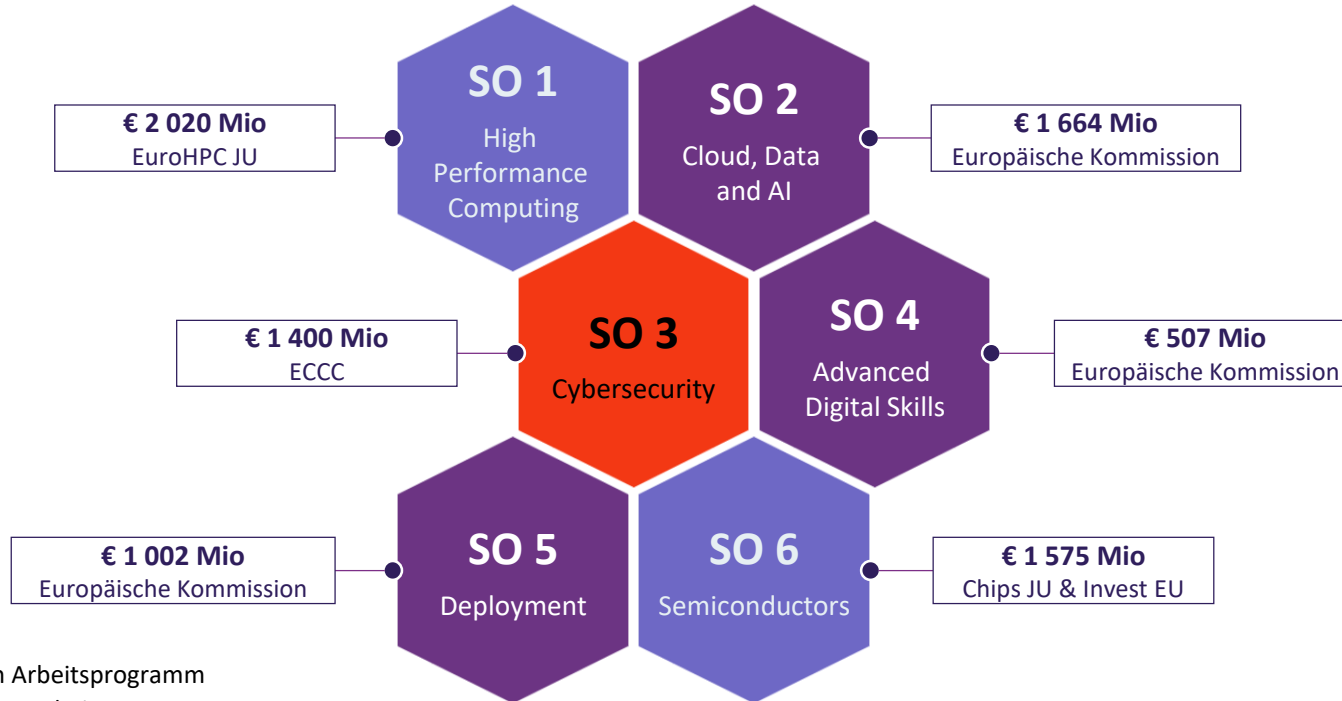 SO 1
High
Performance
Computing
€ 2 020 Mio
EuroHPC JU
SO 2
Cloud, Data
and AI
€ 1 664 Mio
Europäische Kommission
SO 3
Cybersecurity
€ 1 400 Mio
ECCC
SO 4
Advanced
Digital Skills
€ 507 Mio
Europäische Kommission
SO 5
Deployment
€ 1 002 Mio
Europäische Kommission
SO 6
Semiconductors
€ 1 575 Mio
Chips JU & Invest EU
Arbeitsprogramm